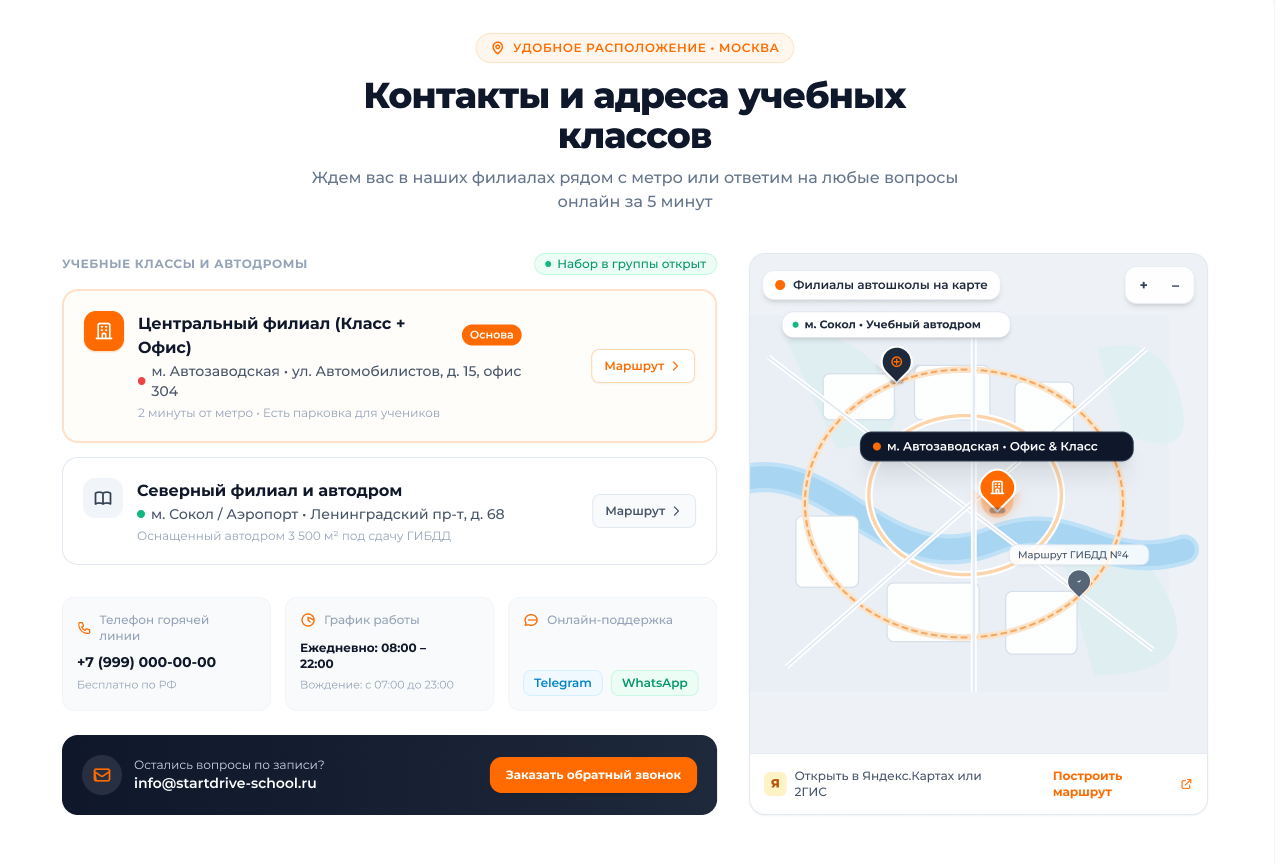 УДОБНОЕ РАСПОЛОЖЕНИЕ • МОСКВА
Контакты и адреса учебных
классов
Ждем вас в наших филиалах рядом с метро или ответим на любые вопросы
онлайн за 5 минут
УЧЕБНЫЕ КЛАССЫ И АВТОДРОМЫ
Набор в группы открыт
Центральный филиал (Класс +
Офис)
Основа
м. Автозаводская • ул. Автомобилистов, д. 15, офис
304
2 минуты от метро • Есть парковка для учеников
Маршрут
Северный филиал и автодром
м. Сокол / Аэропорт • Ленинградский пр-т, д. 68
Оснащенный автодром 3 500 м² под сдачу ГИБДД
Маршрут
Телефон горячей
линии
+7 (999) 000-00-00
Бесплатно по РФ
График работы
Ежедневно: 08:00 –
22:00
Вождение: с 07:00 до 23:00
Онлайн-поддержка
Telegram
WhatsApp
Остались вопросы по записи?
info@startdrive-school.ru
Заказать обратный звонок
Филиалы автошколы на карте
+ –
м. Сокол • Учебный автодром
м. Автозаводская • Офис & Класс
Маршрут ГИБДД №4
Я
Открыть в Яндекс.Картах или
2ГИС
Построить
маршрут